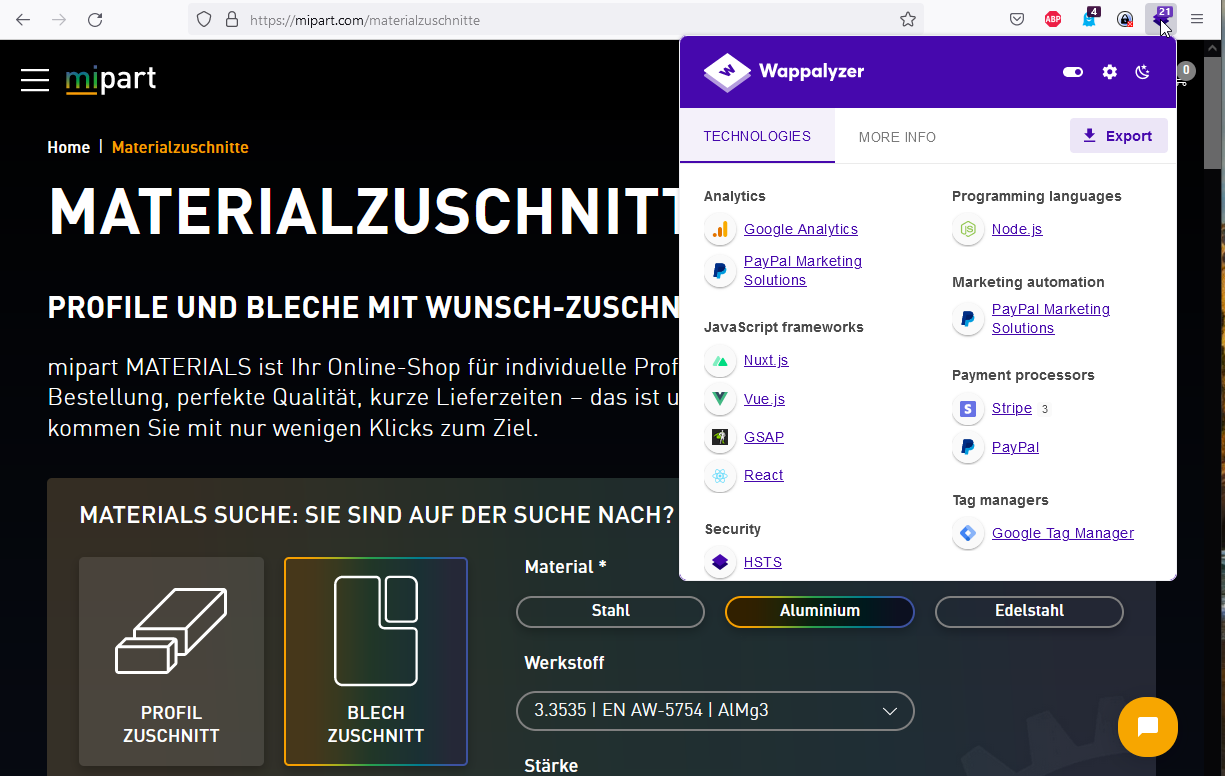 https://mipart.com/materialzuschnitte
ABP
4
21
mipart
0
Home | Materialzuschnitte
MATERIALZUSCHNITT
PROFILE UND BLECHE MIT WUNSCH-ZUSCHN
mipart MATERIALS ist Ihr Online-Shop für individuelle Prof
Bestellung, perfekte Qualität, kurze Lieferzeiten – das ist u
kommen Sie mit nur wenigen Klicks zum Ziel.
MATERIALS SUCHE: SIE SIND AUF DER SUCHE NACH?
PROFIL
ZUSCHNITT
BLECH
ZUSCHNITT
Material *
Stahl
Aluminium
Edelstahl
Werkstoff
3.3535 | EN AW-5754 | AlMg3
Stärke
Wappalyzer
TECHNOLOGIES
MORE INFO
Export
Analytics
Google Analytics
PayPal Marketing
Solutions
JavaScript frameworks
Nuxt.js
Vue.js
GSAP
React
Security
HSTS
Programming languages
Node.js
Marketing automation
PayPal Marketing
Solutions
Payment processors
Stripe 3
PayPal
Tag managers
Google Tag Manager